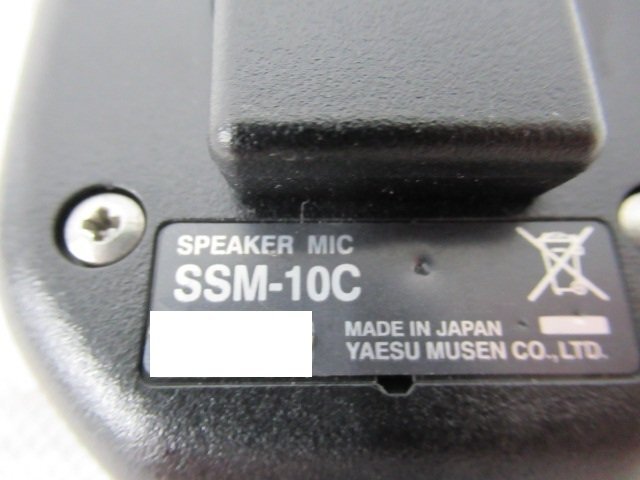 SPEAKER MIC
SSM-10C
MADE IN JAPAN
YAESU MUSEN CO.,LTD.